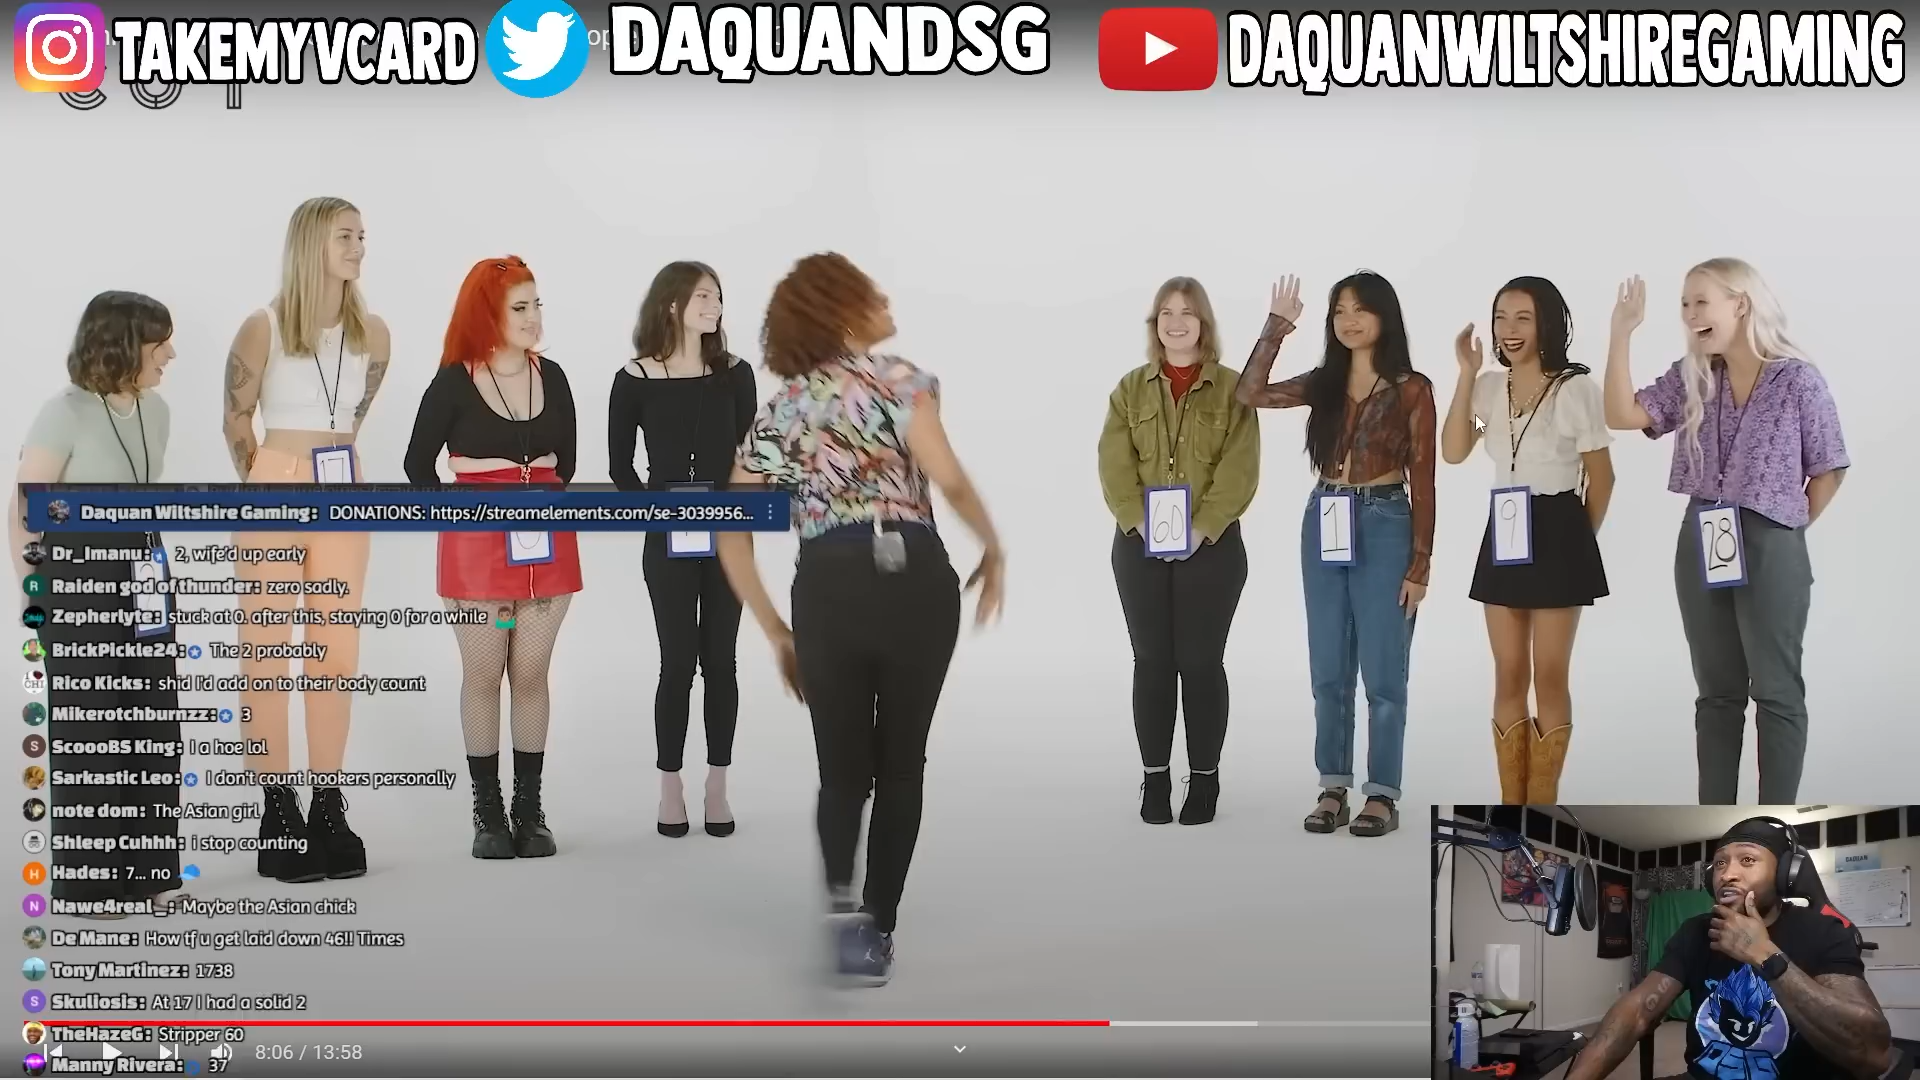 TAKEMYVCARD
DAQUANDSG
DAQUANWILTSHIREGAMING
CUT
17
60
1
9
28
Daquan Wiltshire Gaming: DONATIONS: https://streamelements.com/se-3039956...
Dr_Imanu: 2, wife'd up early
Raiden god of thunder: zero sadly.
Zepherlyte: stuck at 0. after this, staying 0 for a while
BrickPickle24: The 2 probably
Rico Kicks: shid I'd add on to their body count
Mikerotchburnzz: 3
ScoooBS King: I a hoe lol
Sarkastic Leo: I don't count hookers personally
note dom: The Asian girl
Shleep Cuhhh: i stop counting
Hades: 7... no
Nawe4real_: Maybe the Asian chick
De Mane: How tf u get laid down 46!! Times
Tony Martinez: 1738
Skuliosis: At 17 I had a solid 2
TheHazeG: Stripper 60
Manny Rivera: 37
8:06 / 13:58
DAQUAN